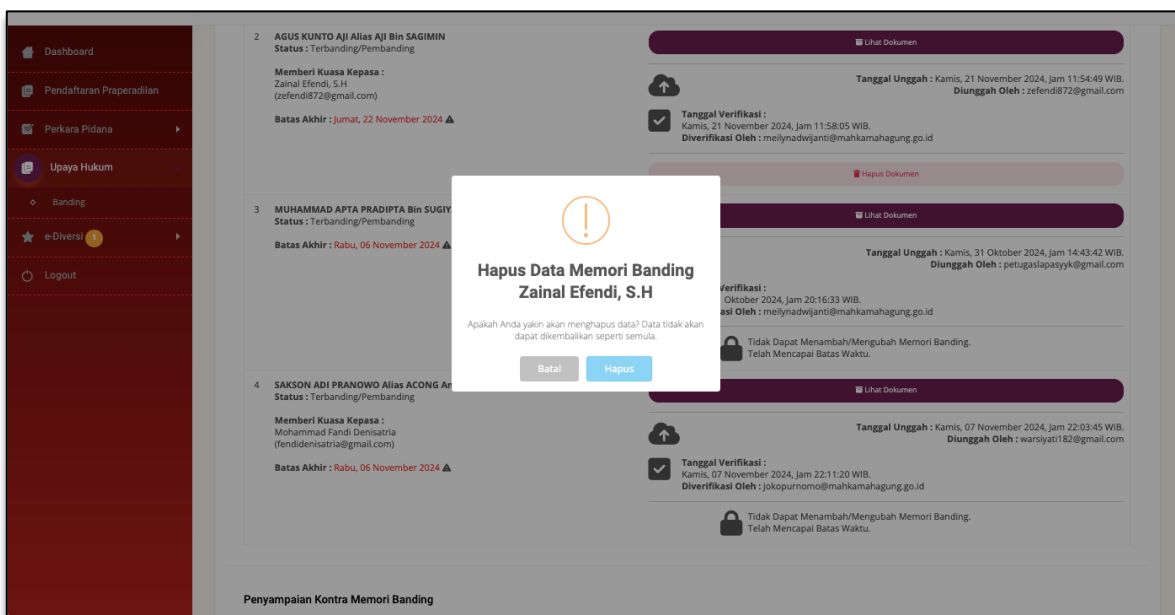 Dashboard
Pendaftaran Praperadilan
Perkara Pidana
Upaya Hukum
Banding
e-Diversi 1
Logout
2 AGUS KUNTO AJI Alias AJI Bin SAGIMIN
Status : Terbanding/Pembanding
Memberi Kuasa Kepasa :
Zainal Efendi, S.H
(zefendi872@gmail.com)
Batas Akhir : Jumat, 22 November 2024
Lihat Dokumen
Tanggal Unggah : Kamis, 21 November 2024, Jam 11:54:49 WIB.
Diunggah Oleh : zefendi872@gmail.com
Tanggal Verifikasi :
Kamis, 21 November 2024, Jam 11:58:05 WIB.
Diverifikasi Oleh : meilynadwijanti@mahkamahagung.go.id
Hapus Dokumen
3 MUHAMMAD APTA PRADIPTA Bin SUGIY
Status : Terbanding/Pembanding
Batas Akhir : Rabu, 06 November 2024
Lihat Dokumen
Tanggal Unggah : Kamis, 31 Oktober 2024, Jam 14:43:42 WIB.
Diunggah Oleh : petugaslapasyyk@gmail.com
Verifikasi :
Oktober 2024, Jam 20:16:33 WIB.
asi Oleh : meilynadwijanti@mahkamahagung.go.id
Tidak Dapat Menambah/Mengubah Memori Banding.
Telah Mencapai Batas Waktu.
Hapus Data Memori Banding
Zainal Efendi, S.H
Apakah Anda yakin akan menghapus data? Data tidak akan
dapat dikembalikan seperti semula.
Batal
Hapus
4 SAKSON ADI PRANOWO Alias ACONG An
Status : Terbanding/Pembanding
Memberi Kuasa Kepasa :
Mohammad Fandi Denisatria
(fendidenisatria@gmail.com)
Batas Akhir : Rabu, 06 November 2024
Lihat Dokumen
Tanggal Unggah : Kamis, 07 November 2024, Jam 22:03:45 WIB.
Diunggah Oleh : warsiyati182@gmail.com
Tanggal Verifikasi :
Kamis, 07 November 2024, Jam 22:11:20 WIB.
Diverifikasi Oleh : jokopurnomo@mahkamahagung.go.id
Tidak Dapat Menambah/Mengubah Memori Banding.
Telah Mencapai Batas Waktu.
Penyampaian Kontra Memori Banding